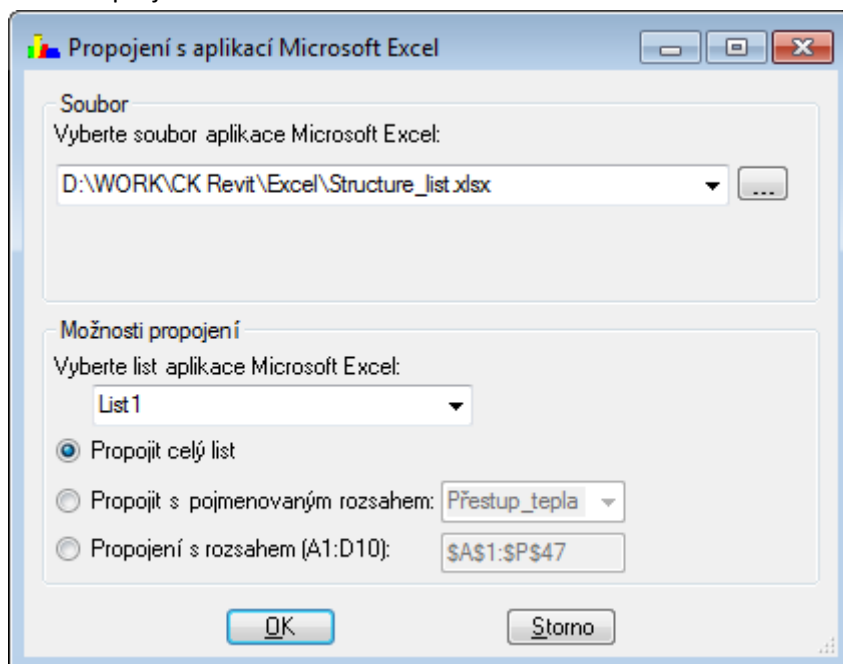 Propojení s aplikací Microsoft Excel
Soubor
Vyberte soubor aplikace Microsoft Excel:
D:\WORK\CK Revit\Excel\Structure_list.xlsx
...
Možnosti propojení
Vyberte list aplikace Microsoft Excel:
List1
Propojit celý list
Propojit s pojmenovaným rozsahem: Přestup_tepla
Propojení s rozsahem (A1:D10): $A$1:$P$47
OK Storno